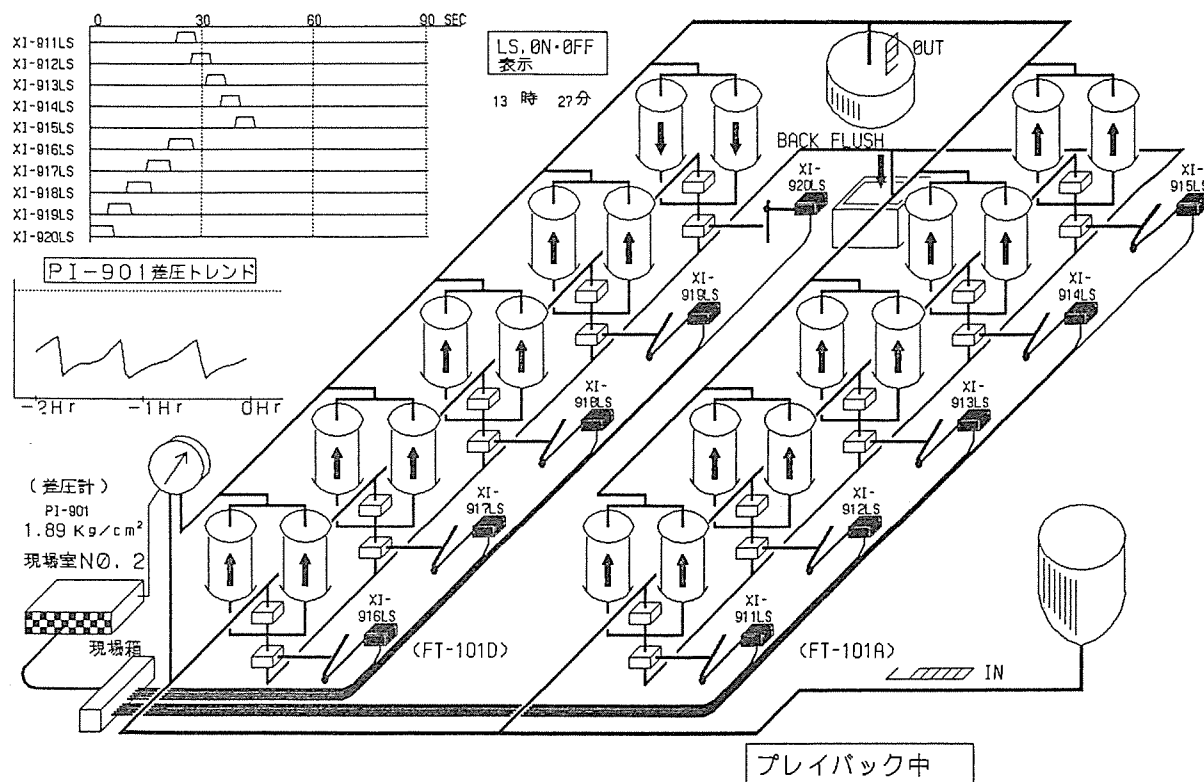 0 30 60 90 SEC
XI-911LS
XI-912LS
XI-913LS
XI-914LS
XI-915LS
XI-916LS
XI-917LS
XI-918LS
XI-919LS
XI-920LS
LS,0N·0FF
表示
13 時 27分
0UT
BACK FLUSH
XI-
920LS
XI-
915LS
XI-
919LS
XI-
914LS
XI-
918LS
XI-
913LS
XI-
917LS
XI-
912LS
XI-
916LS
XI-
911LS
PI-901差圧トレンド
-2Hr -1Hr 0Hr
(差圧計)
PI-901
1.89 Kg/cm²
現場室N0.2
現場箱
(FT-101D)
(FT-101A)
IN
プレイバック中